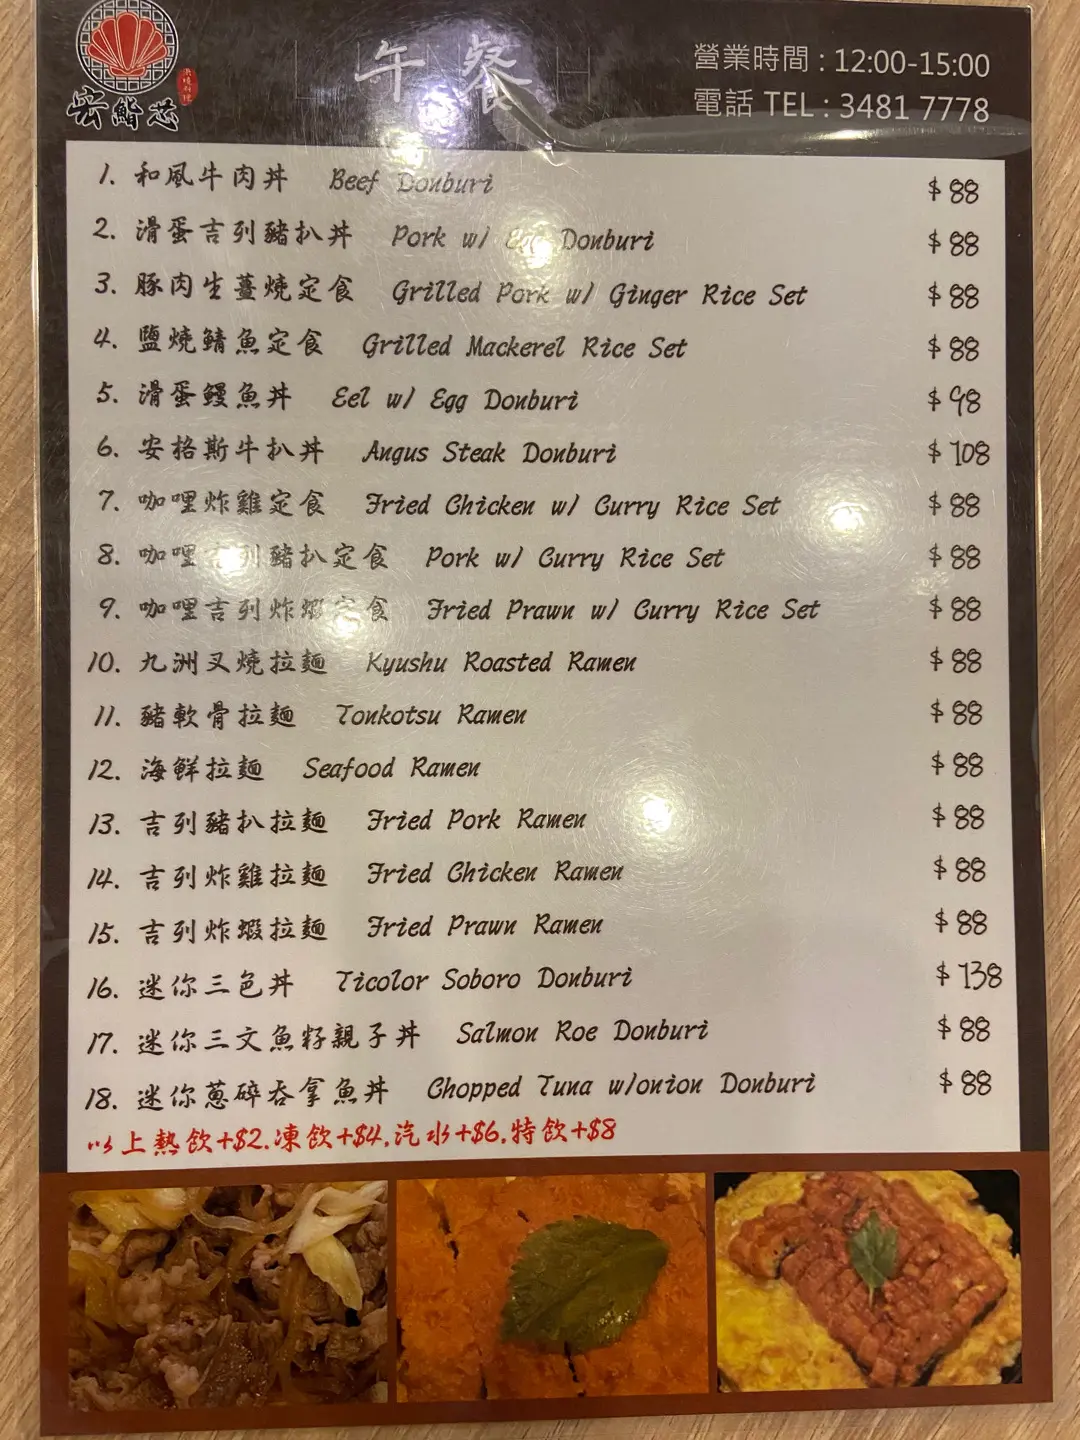 午餐
LUNCH
營業時間 : 12:00-15:00
電話 TEL : 3481 7778
宏鮨芯
1. 和風牛肉丼 Beef Donburi $88
2. 滑蛋吉列豬扒丼 Pork w/ Egg Donburi $88
3. 豚肉生薑燒定食 Grilled Pork w/ Ginger Rice Set $88
4. 鹽燒鯖魚定食 Grilled Mackerel Rice Set $88
5. 滑蛋鰻魚丼 Eel w/ Egg Donburi $98
6. 安格斯牛扒丼 Angus Steak Donburi $108
7. 咖哩炸雞定食 Fried Chicken w/ Curry Rice Set $88
8. 咖哩吉列豬扒定食 Pork w/ Curry Rice Set $88
9. 咖哩吉列炸蝦定食 Fried Prawn w/ Curry Rice Set $88
10. 九洲叉燒拉麵 Kyushu Roasted Ramen $88
11. 豬軟骨拉麵 Tonkotsu Ramen $88
12. 海鮮拉麵 Seafood Ramen $88
13. 吉列豬扒拉麵 Fried Pork Ramen $88
14. 吉列炸雞拉麵 Fried Chicken Ramen $88
15. 吉列炸蝦拉麵 Fried Prawn Ramen $88
16. 迷你三色丼 Ticolor Soboro Donburi $138
17. 迷你三文魚籽親子丼 Salmon Roe Donburi $88
18. 迷你蔥碎吞拿魚丼 Chopped Tuna w/onion Donburi $88
以上熱飲+$2.凍飲+$4.汽水+$6.特飲+$8